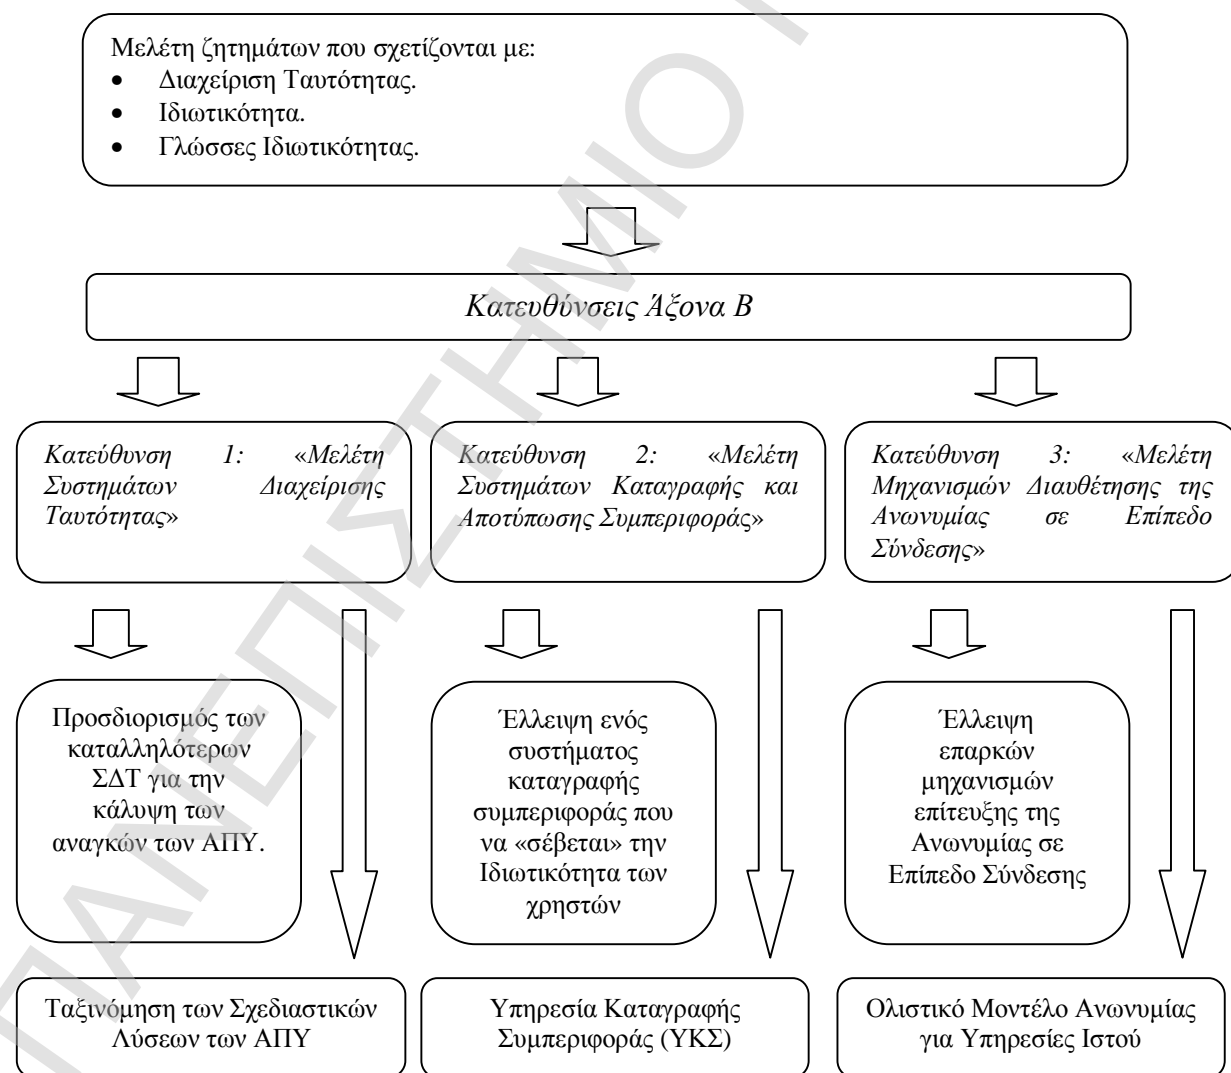 Μελέτη ζητημάτων που σχετίζονται με:
• Διαχείριση Ταυτότητας.
• Ιδιωτικότητα.
• Γλώσσες Ιδιωτικότητας.
Κατευθύνσεις Άξονα Β
Κατεύθυνση 1: «Μελέτη
Συστημάτων Διαχείρισης
Ταυτότητας»
Κατεύθυνση 2: «Μελέτη
Συστημάτων Καταγραφής και
Αποτύπωσης Συμπεριφοράς»
Κατεύθυνση 3: «Μελέτη
Μηχανισμών Διαυθέτησης της
Ανωνυμίας σε Επίπεδο
Σύνδεσης»
Προσδιορισμός των
καταλληλότερων
ΣΔΤ για την
κάλυψη των
αναγκών των ΑΠΥ.
Έλλειψη ενός
συστήματος
καταγραφής
συμπεριφοράς που
να «σέβεται» την
Ιδιωτικότητα των
χρηστών
Έλλειψη
επαρκών
μηχανισμών
επίτευξης της
Ανωνυμίας σε
Επίπεδο Σύνδεσης
Ταξινόμηση των Σχεδιαστικών
Λύσεων των ΑΠΥ
Υπηρεσία Καταγραφής
Συμπεριφοράς (ΥΚΣ)
Ολιστικό Μοντέλο Ανωνυμίας
για Υπηρεσίες Ιστού
ΠΑΝΕΠΙΣΤΗΜΙΟ